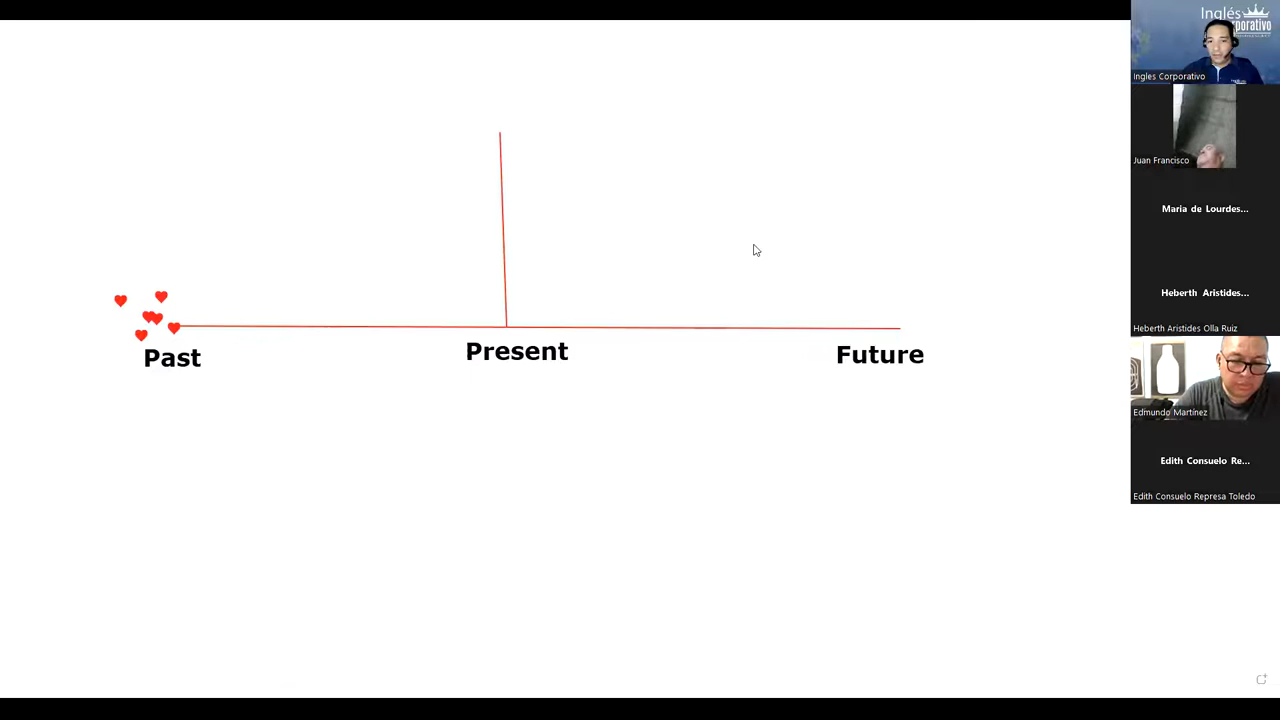 Inglés
Corporativo
Ingles Corporativo
Juan Francisco
Maria de Lourdes...
Heberth Aristides...
Heberth Aristides Olla Ruiz
Past
Present
Future
Edmundo Martínez
Edith Consuelo Re...
Edith Consuelo Represa Toledo